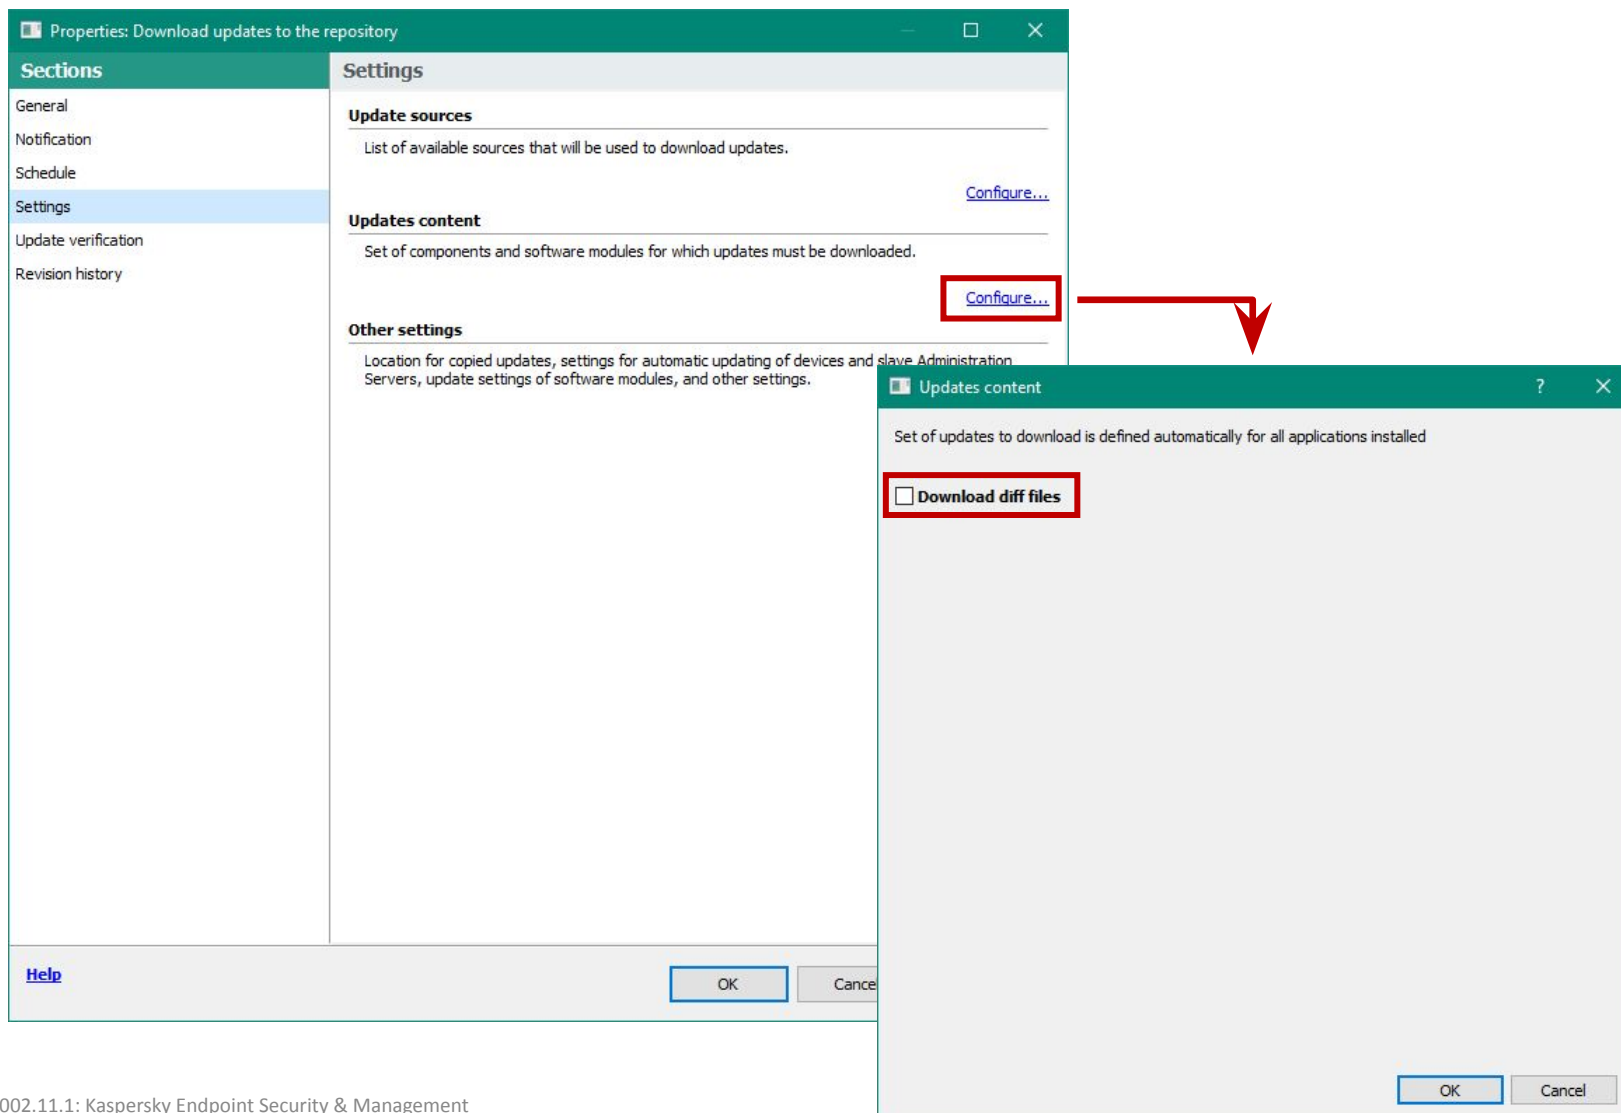 Properties: Download updates to the repository
Sections
General
Notification
Schedule
Settings
Update verification
Revision history
Settings
Update sources
List of available sources that will be used to download updates.
Configure...
Updates content
Set of components and software modules for which updates must be downloaded.
Configure...
Other settings
Location for copied updates, settings for automatic updating of devices and slave Administration
Servers, update settings of software modules, and other settings.
Help
OK
Cance
Updates content
?
Set of updates to download is defined automatically for all applications installed
Download diff files
OK
Cancel
002.11.1: Kaspersky Endpoint Security & Management